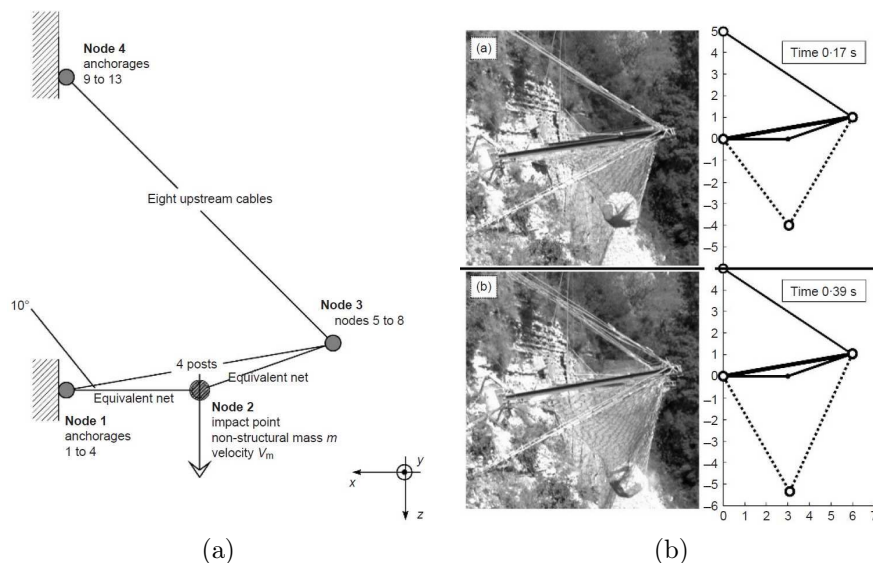 Node 4
anchorages
9 to 13
Eight upstream cables
Node 3
nodes 5 to 8
10°
4 posts
Equivalent net
Equivalent net
Node 1
anchorages
1 to 4
Node 2
impact point
non-structural mass m
velocity Vm
x
y
z
(a)
(a)
Time 0·17 s
5
4
3
2
1
0
–1
–2
–3
–4
–5
(b)
Time 0·39 s
4
3
2
1
0
–1
–2
–3
–4
–5
–6
0 1 2 3 4 5 6 7
(b)